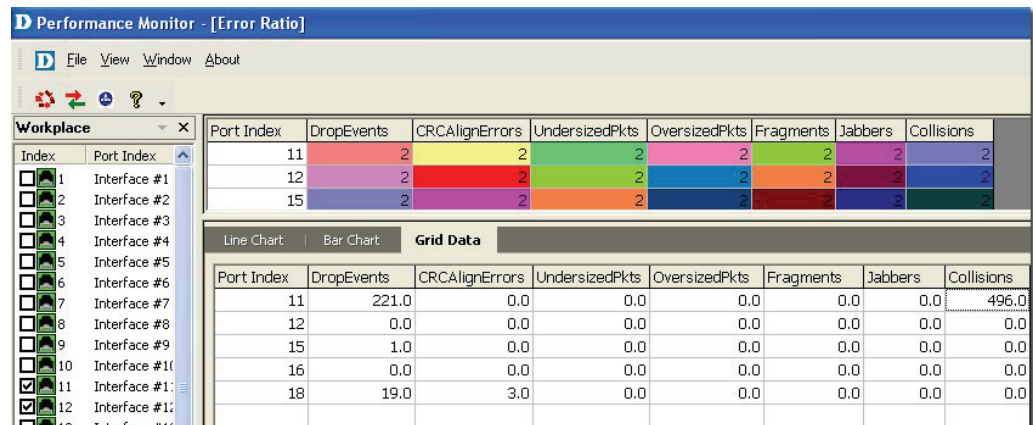 D Performance Monitor - [Error Ratio]
D File View Window About
Workplace
Index Port Index
1 Interface #1
2 Interface #2
3 Interface #3
4 Interface #4
5 Interface #5
6 Interface #6
7 Interface #7
8 Interface #8
9 Interface #9
10 Interface #1
11 Interface #1
12 Interface #12
Port Index DropEvents CRCAlignErrors UndersizedPkts OversizedPkts Fragments Jabbers Collisions
11 2 2 2 2 2 2 2
12 2 2 2 2 2 2 2
15 2 2 2 2 2 2 2
Line Chart | Bar Chart Grid Data
Port Index DropEvents CRCAlignErrors UndersizedPkts OversizedPkts Fragments Jabbers Collisions
11 221.0 0.0 0.0 0.0 0.0 0.0 496.0
12 0.0 0.0 0.0 0.0 0.0 0.0 0.0
15 1.0 0.0 0.0 0.0 0.0 0.0 0.0
16 0.0 0.0 0.0 0.0 0.0 0.0 0.0
18 19.0 3.0 0.0 0.0 0.0 0.0 0.0